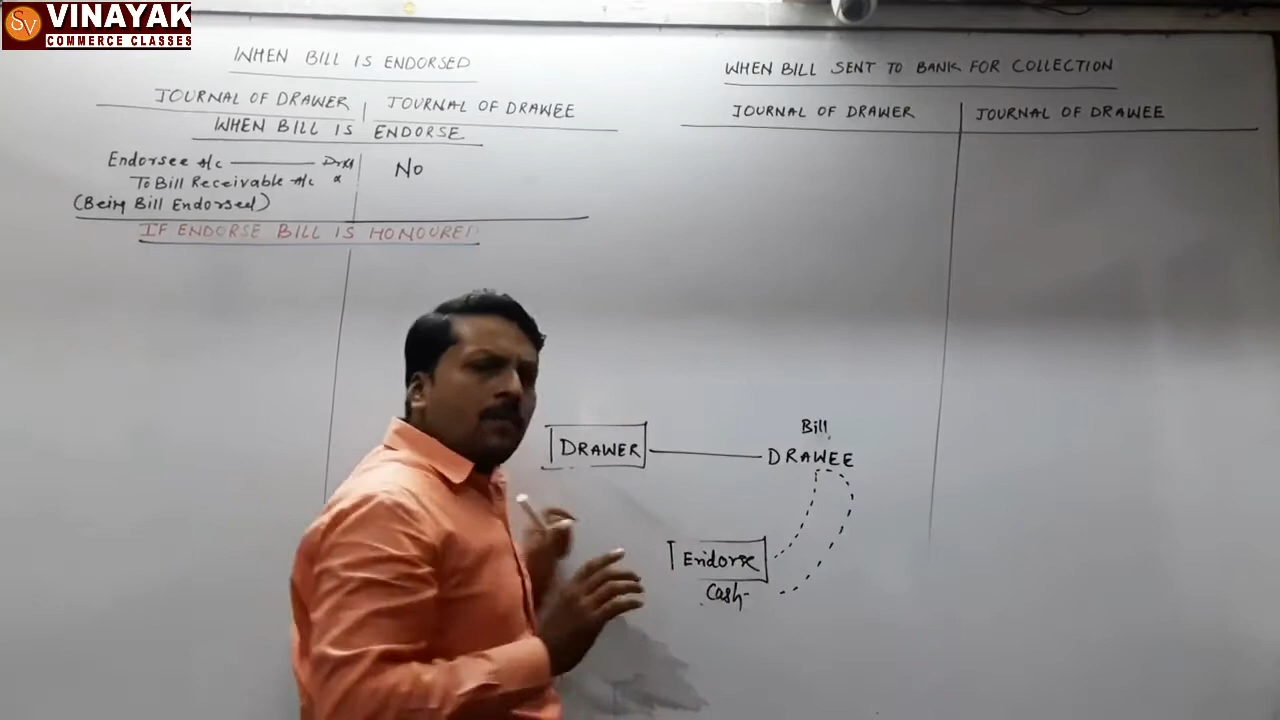 SV VINAYAK
COMMERCE CLASSES
WHEN BILL IS ENDORSED
JOURNAL OF DRAWER | JOURNAL OF DRAWEE
WHEN BILL IS ENDORSE
Endorsee A/c Dr
To Bill Receivable A/c
(Being Bill Endorsed)
No
IF ENDORSE BILL IS HONOURED
WHEN BILL SENT TO BANK FOR COLLECTION
JOURNAL OF DRAWER | JOURNAL OF DRAWEE
Bill
DRAWER DRAWEE
Endorse
Cash